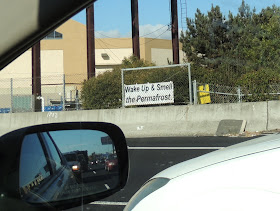 Wake Up & Smell
the Permafrost.